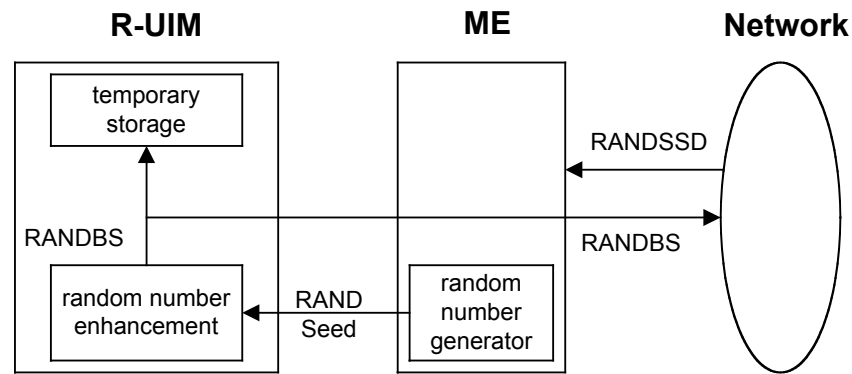 R-UIM
ME
Network
temporary
storage
RANDSSD
RANDBS
RANDBS
random number
enhancement
RAND
Seed
random
number
generator